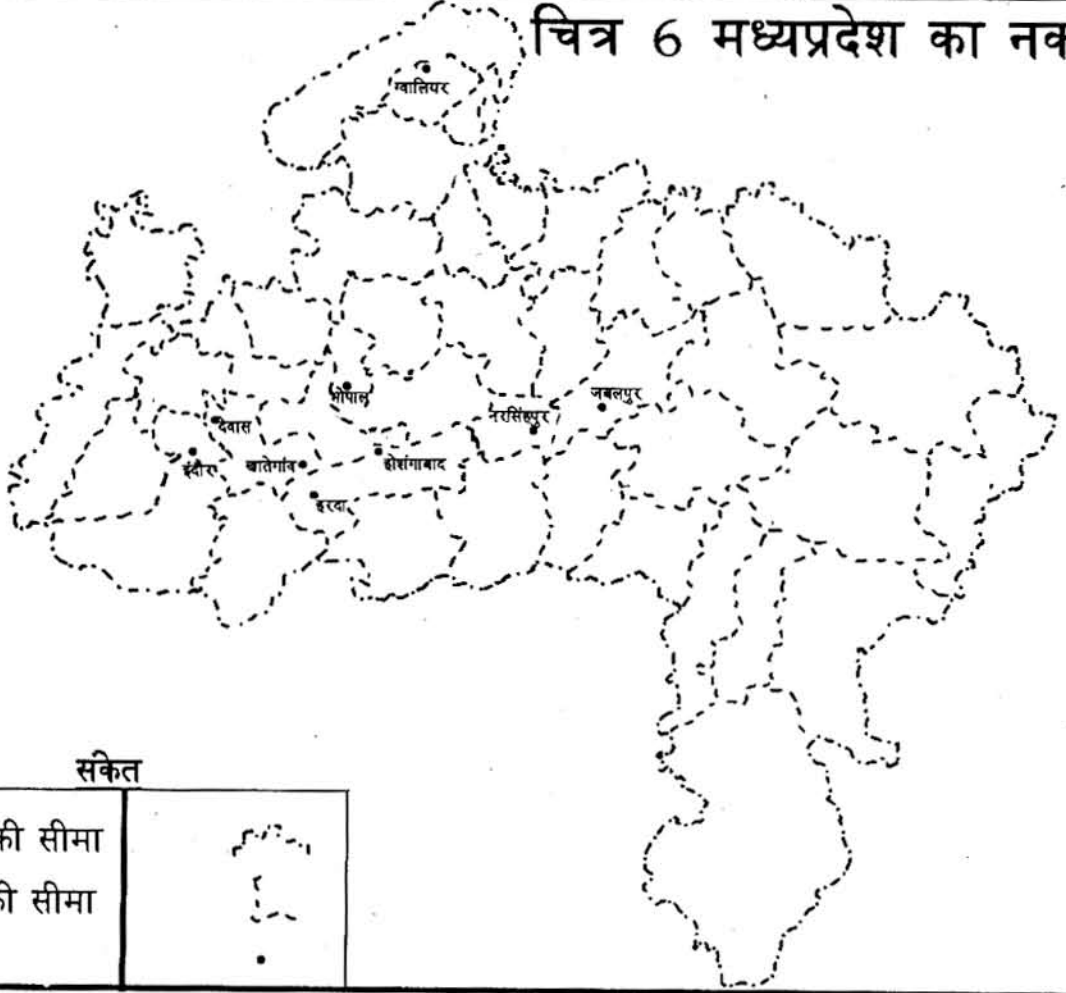 चित्र 6 मध्यप्रदेश का नक
ग्वालियर
भोपाल
जबलपुर
नरसिंहपुर
देवास
इंदौर
खातेगांव
होशंगाबाद
हरदा
संकेत
की सीमा
की सीमा